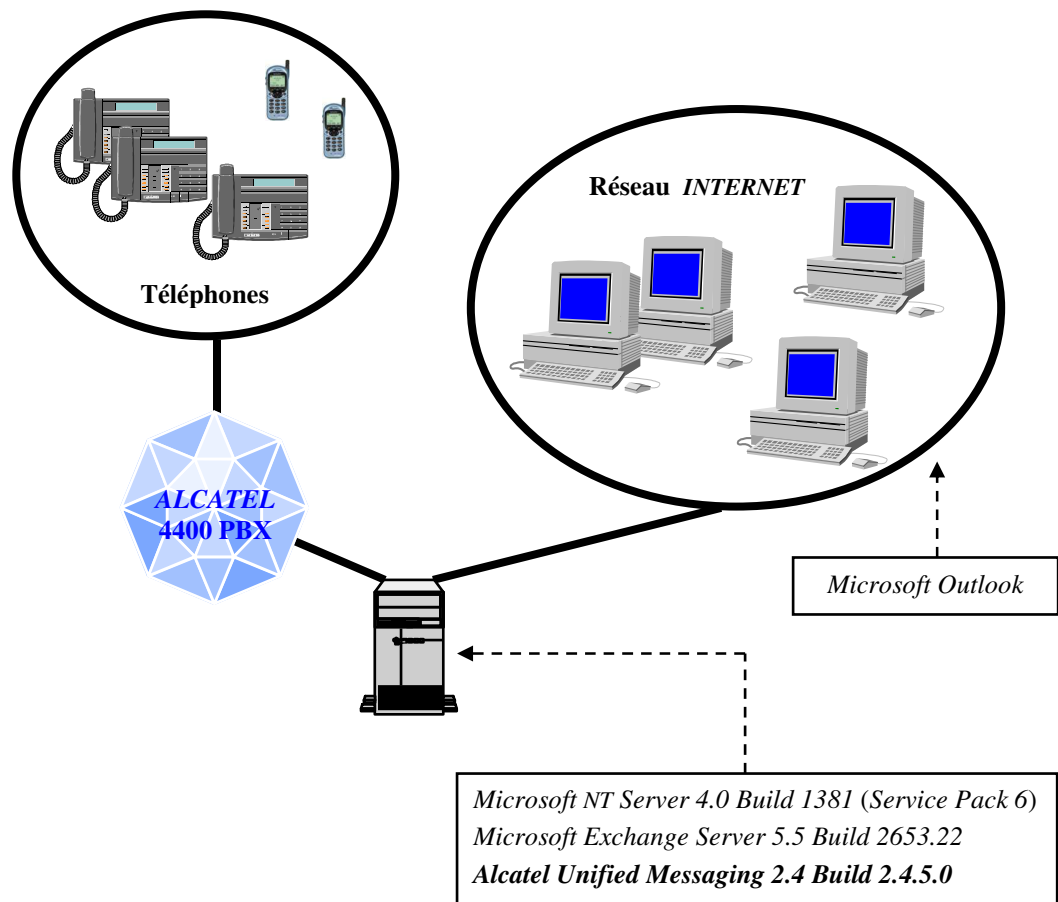 Téléphones
Réseau INTERNET
ALCATEL
4400 PBX
Microsoft Outlook
Microsoft NT Server 4.0 Build 1381 (Service Pack 6)
Microsoft Exchange Server 5.5 Build 2653.22
Alcatel Unified Messaging 2.4 Build 2.4.5.0